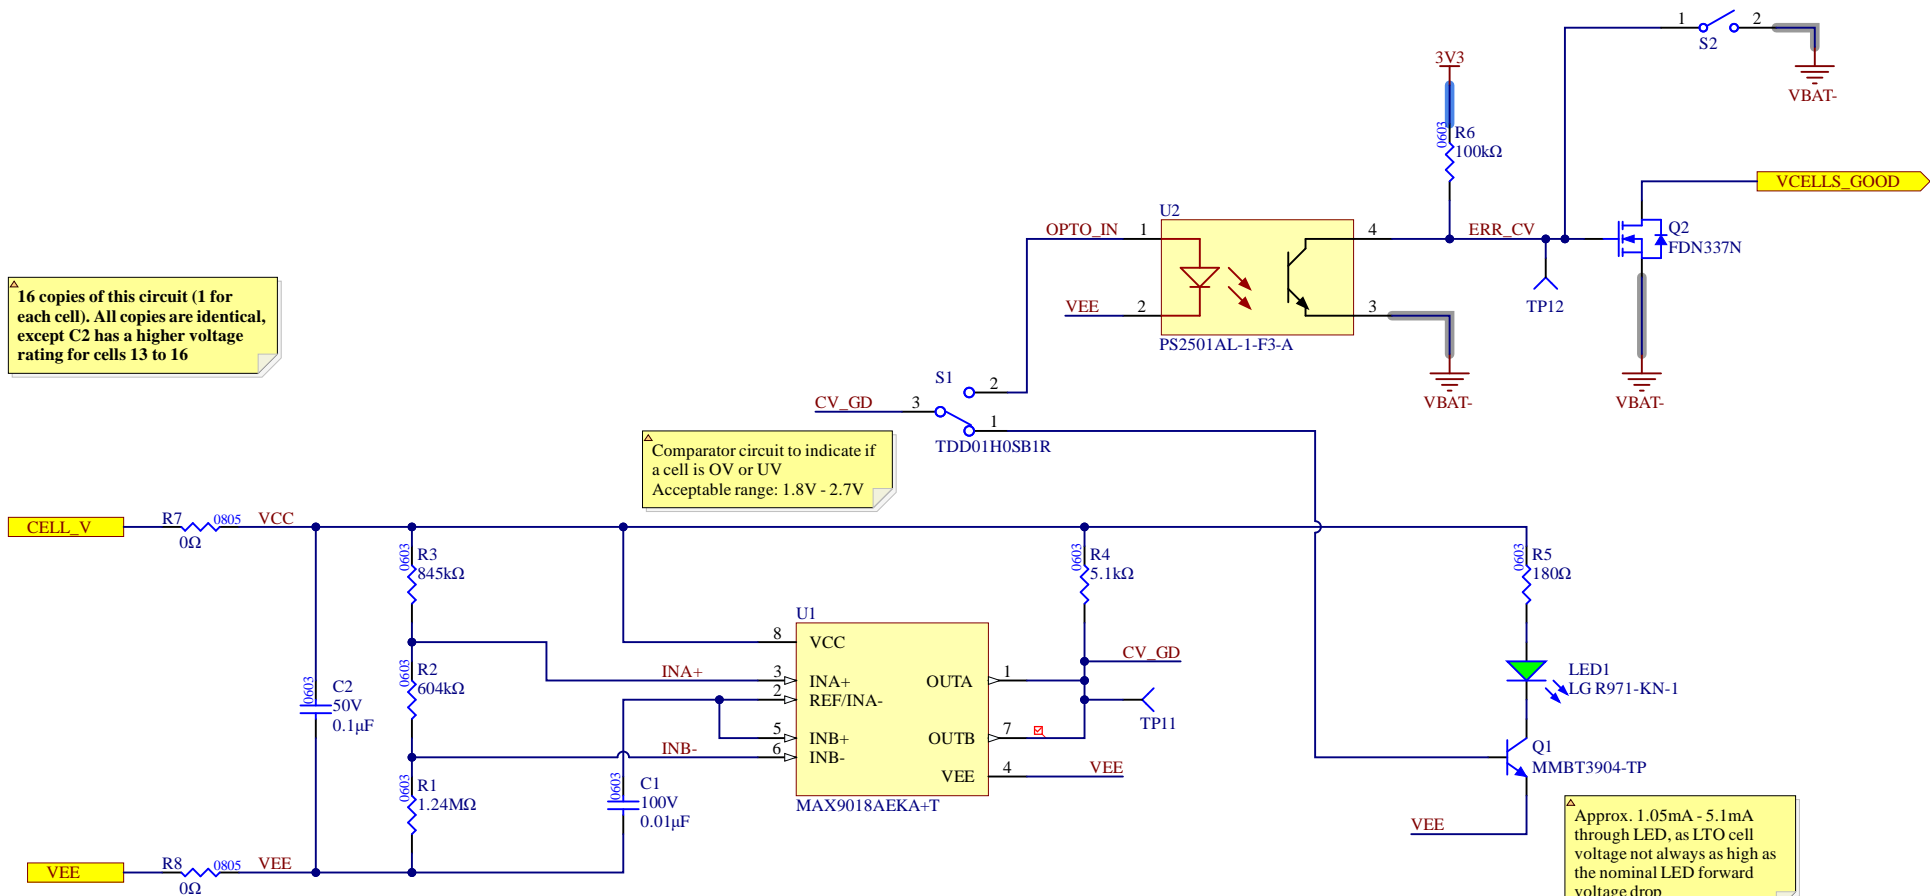 1
2
S2
VBAT-
3V3
0603
R6
100kΩ
VCELLS_GOOD
U2
OPTO_IN
1
4
ERR_CV
Q2
FDN337N
VEE
2
3
TP12
PS2501AL-1-F3-A
VBAT-
VBAT-
16 copies of this circuit (1 for
each cell). All copies are identical,
except C2 has a higher voltage
rating for cells 13 to 16
S1
2
CV_GD
3
1
TDD01H0SB1R
Comparator circuit to indicate if
a cell is OV or UV
Acceptable range: 1.8V - 2.7V
CELL_V
R7
0805
0Ω
VCC
0603
R3
845kΩ
0603
R4
5.1kΩ
0603
R5
180Ω
U1
8
VCC
INA+
3
INA+
2
REF/INA-
5
INB+
INB-
6
INB-
OUTA
1
OUTB
7
VEE
4
VEE
MAX9018AEKA+T
CV_GD
TP11
0603
R2
604kΩ
0603
C2
50V
0.1µF
LED1
LG R971-KN-1
Q1
MMBT3904-TP
0603
R1
1.24MΩ
0603
C1
100V
0.01µF
VEE
Approx. 1.05mA - 5.1mA
through LED, as LTO cell
voltage not always as high as
the nominal LED forward
voltage drop
VEE
R8
0805
0Ω
VEE